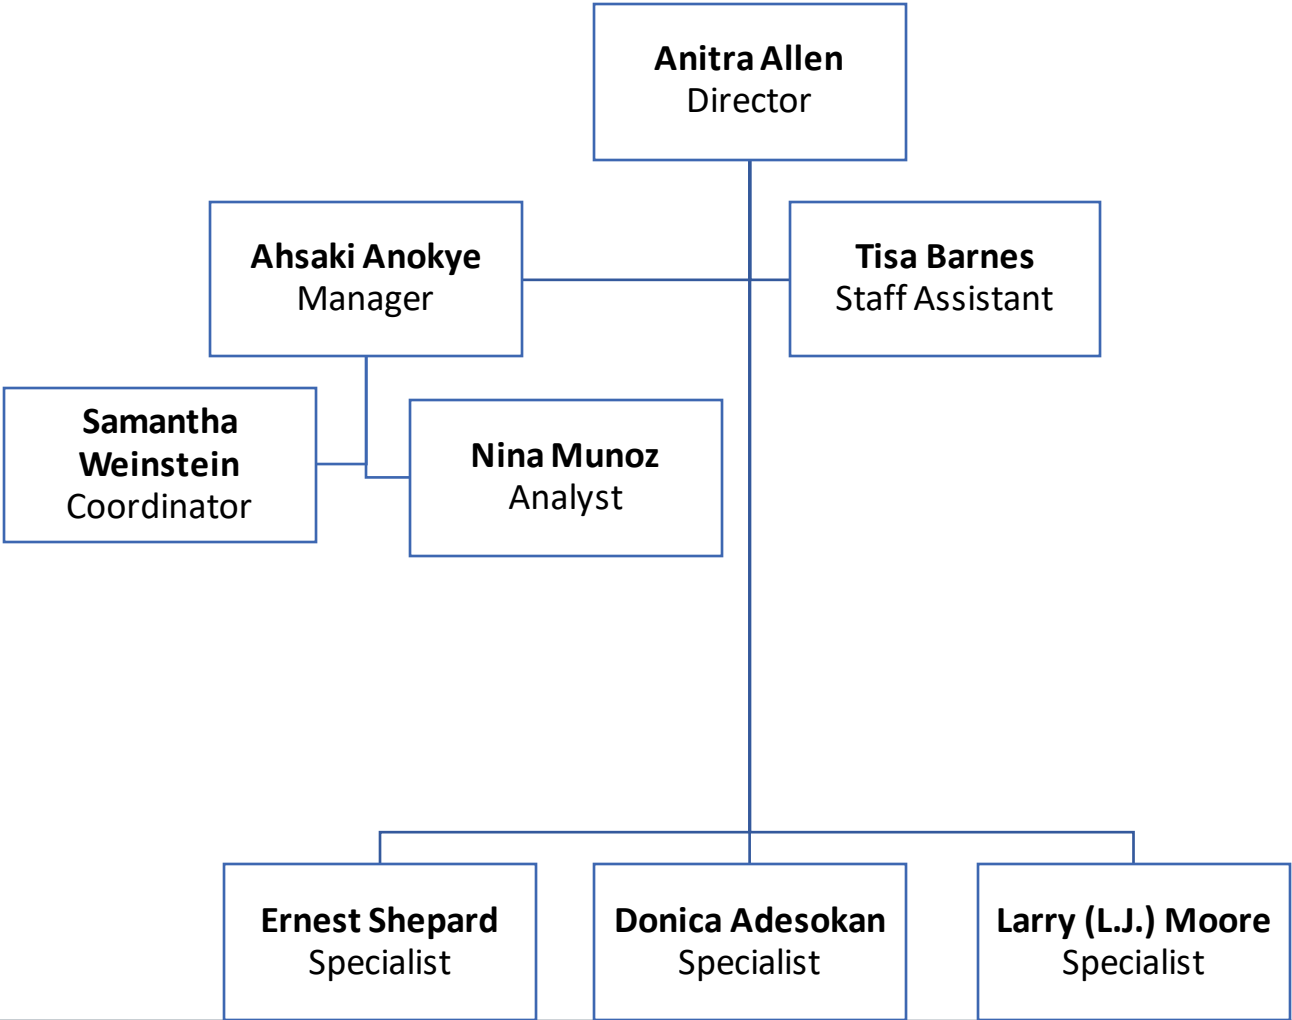 Anitra Allen
Director
Ahsaki Anokye
Manager
Tisa Barnes
Staff Assistant
Samantha
Weinstein
Coordinator
Nina Munoz
Analyst
Ernest Shepard
Specialist
Donica Adesokan
Specialist
Larry (L.J.) Moore
Specialist